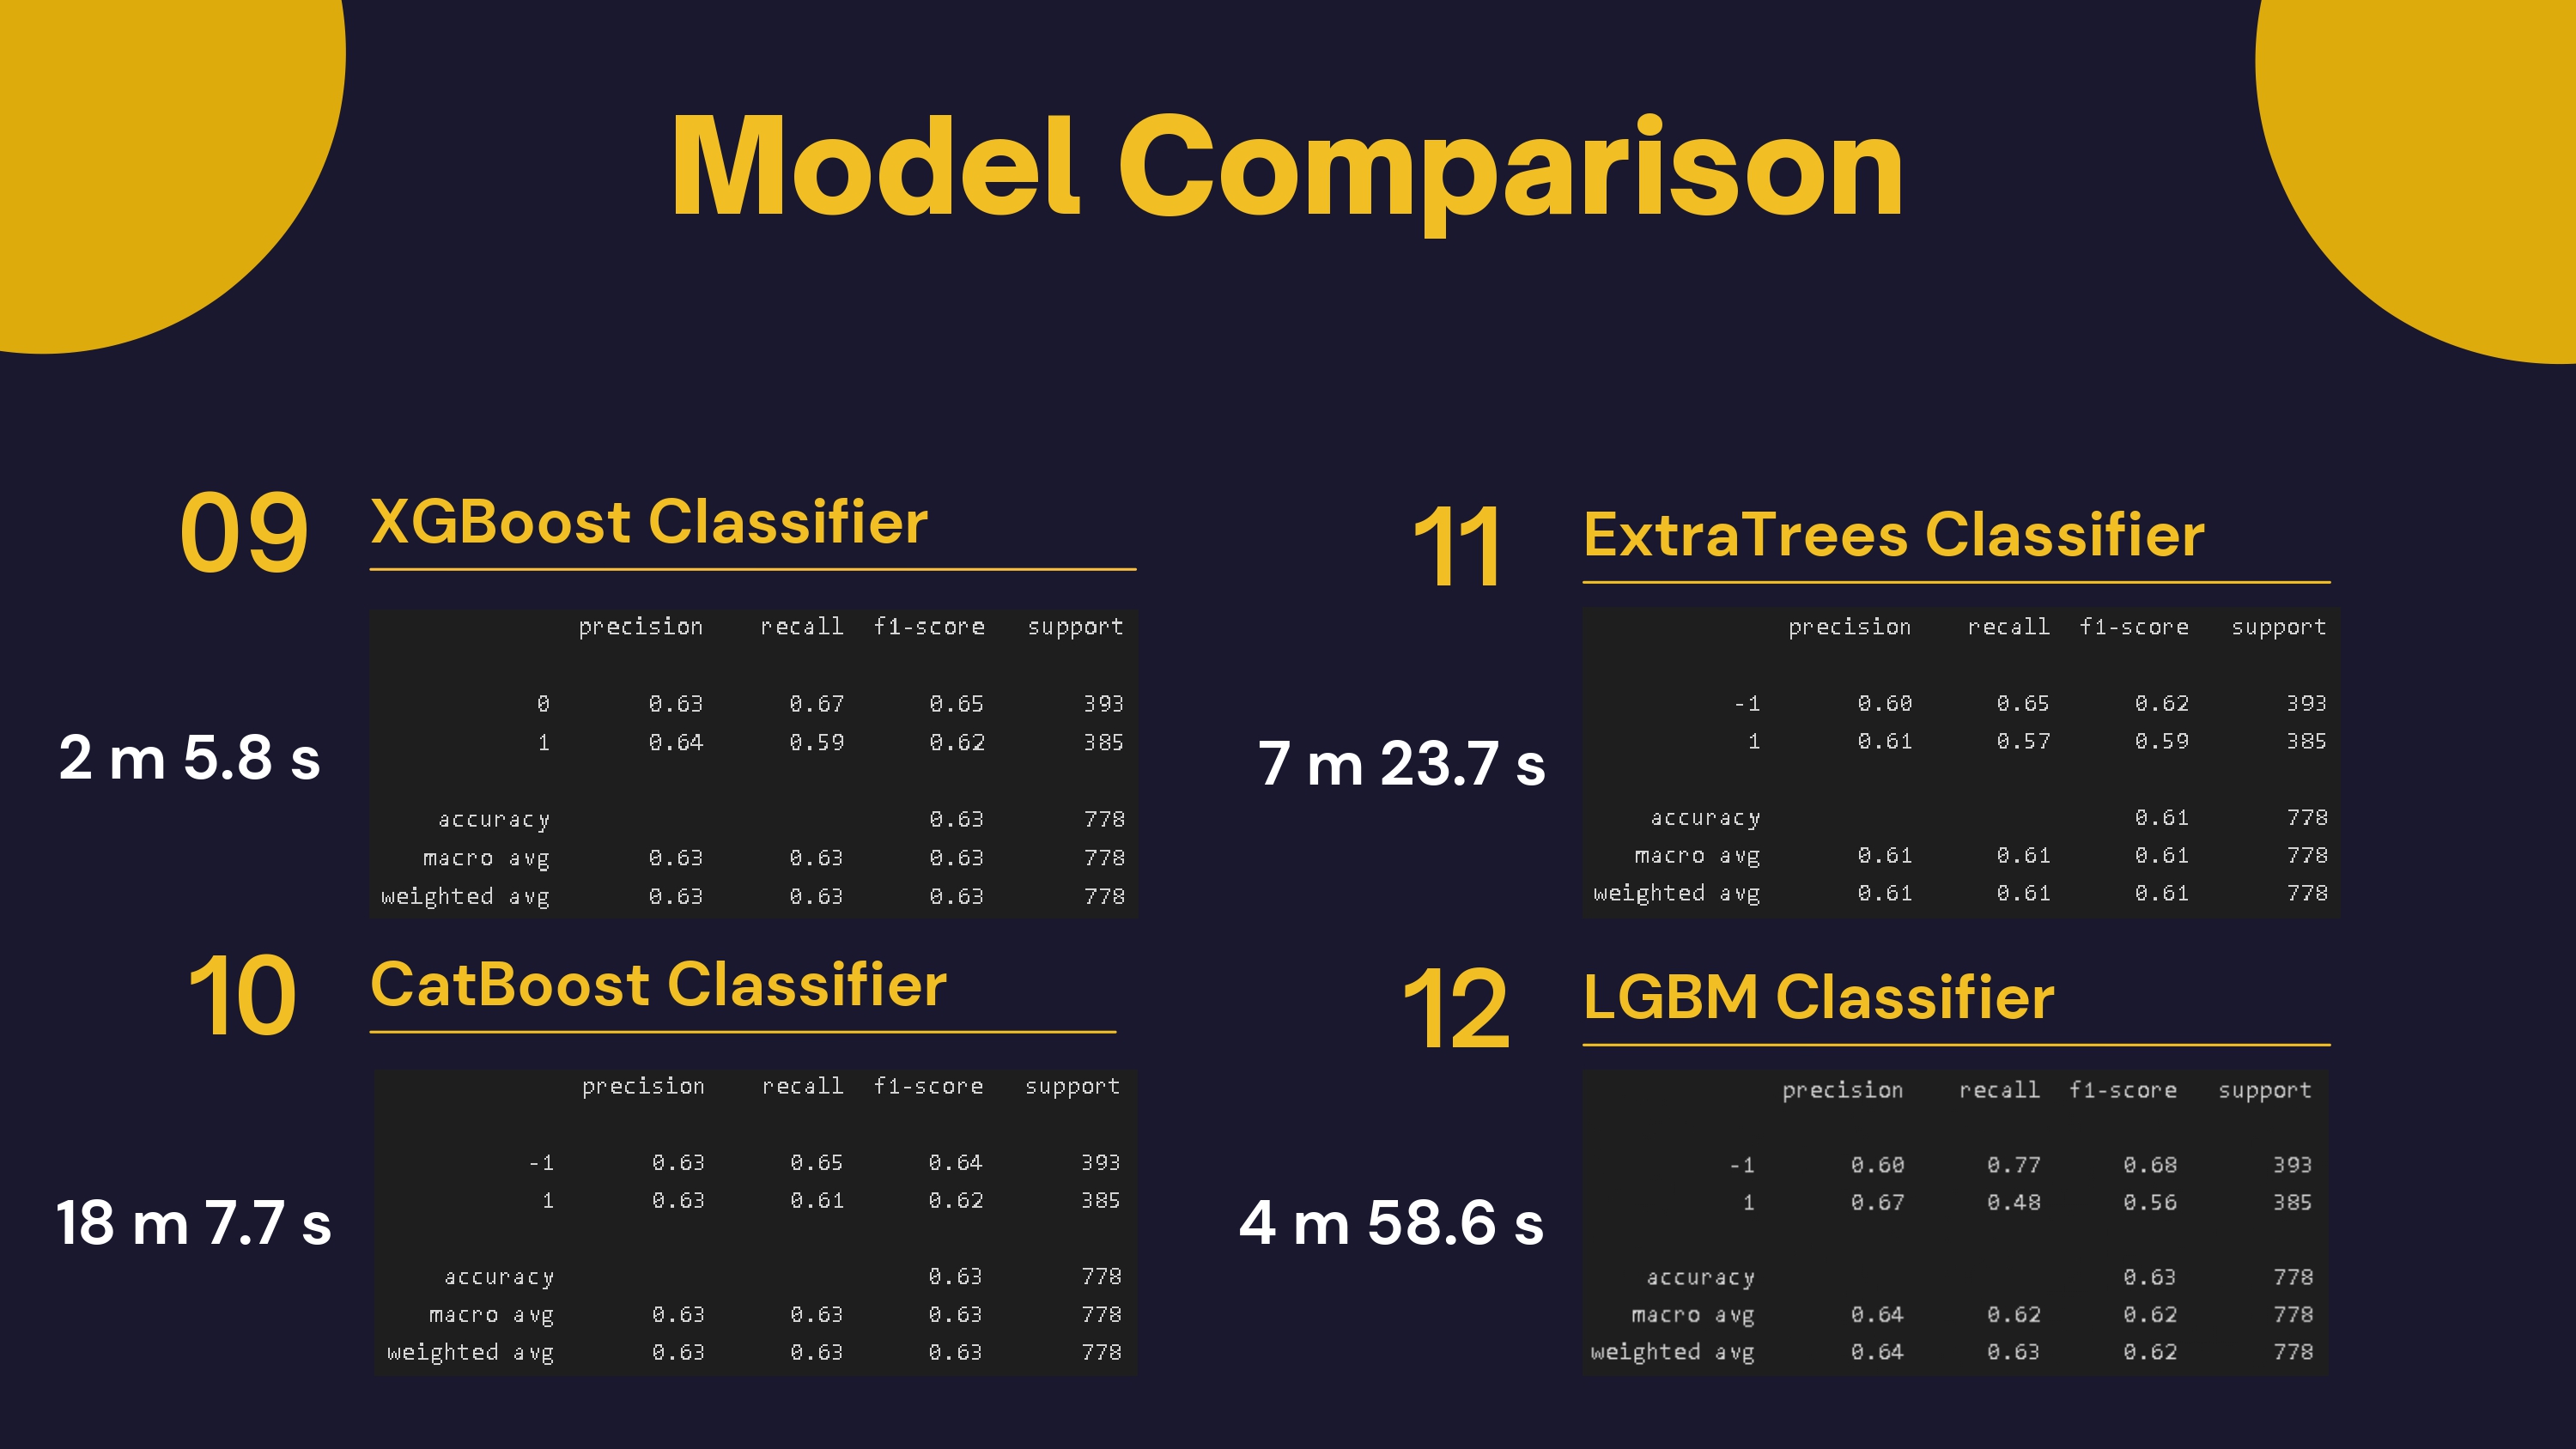 Model Comparison
09 XGBoost Classifier
precision recall f1-score support
0 0.63 0.67 0.65 393
1 0.64 0.59 0.62 385
accuracy 0.63 778
macro avg 0.63 0.63 0.63 778
weighted avg 0.63 0.63 0.63 778
2 m 5.8 s
10 CatBoost Classifier
precision recall f1-score support
-1 0.63 0.65 0.64 393
1 0.63 0.61 0.62 385
accuracy 0.63 778
macro avg 0.63 0.63 0.63 778
weighted avg 0.63 0.63 0.63 778
18 m 7.7 s
11 ExtraTrees Classifier
precision recall f1-score support
-1 0.60 0.65 0.62 393
1 0.61 0.57 0.59 385
accuracy 0.61 778
macro avg 0.61 0.61 0.61 778
weighted avg 0.61 0.61 0.61 778
7 m 23.7 s
12 LGBM Classifier
precision recall f1-score support
-1 0.60 0.77 0.68 393
1 0.67 0.48 0.56 385
accuracy 0.63 778
macro avg 0.64 0.62 0.62 778
weighted avg 0.64 0.63 0.62 778
4 m 58.6 s